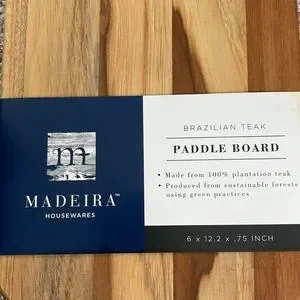 m
MADEIRA™
HOUSEWARES
BRAZILIAN TEAK
PADDLE BOARD
• Made from 100% plantation teak
• Produced from sustainable forests
using green practices
6 x 12.2 x .75 INCH